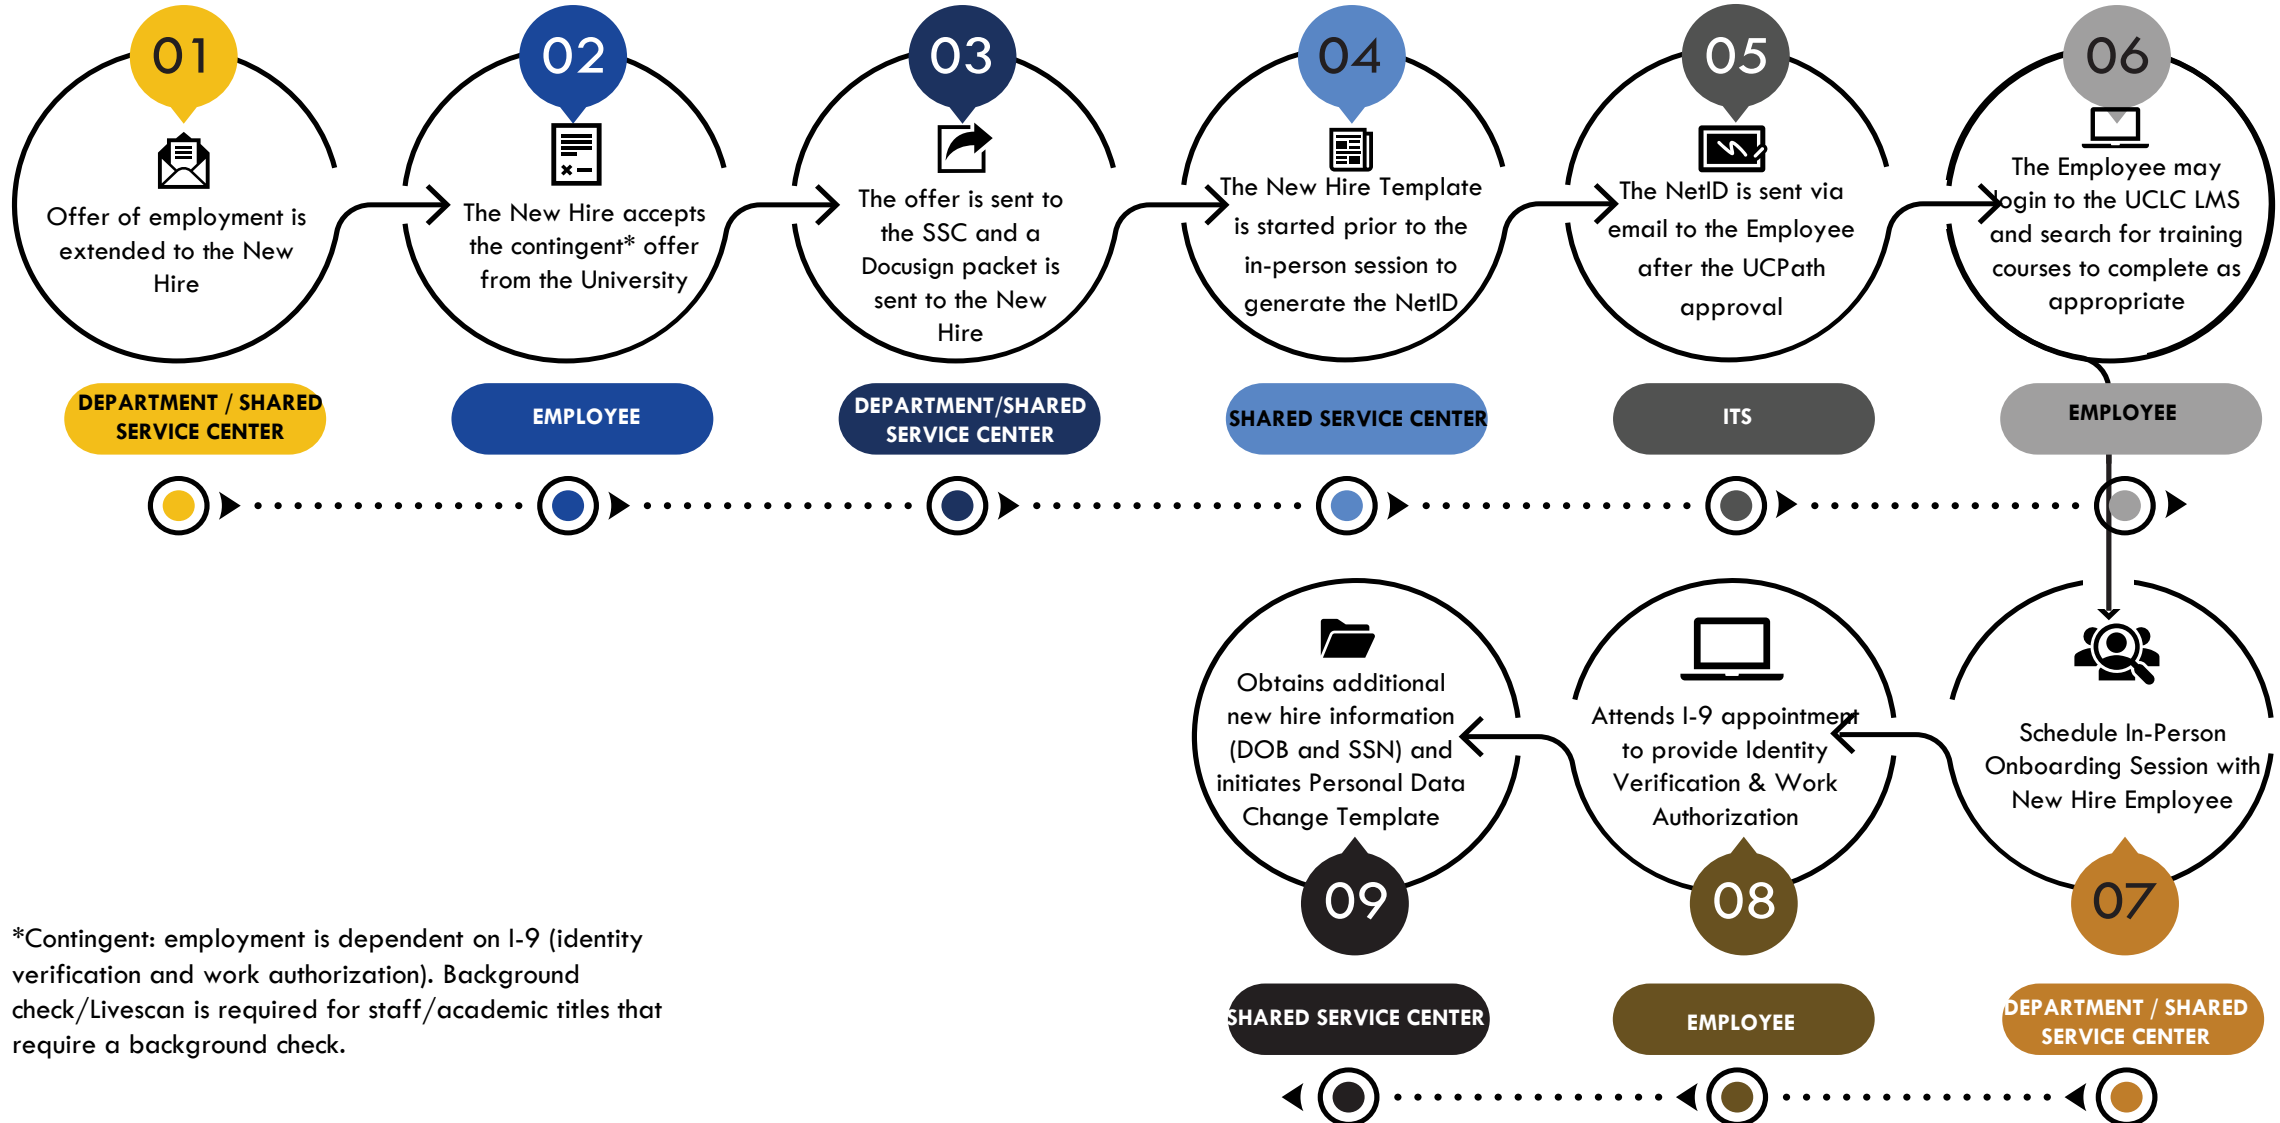 01
Offer of employment is
extended to the New
Hire
DEPARTMENT / SHARED
SERVICE CENTER
02
The New Hire accepts
the contingent* offer
from the University
EMPLOYEE
03
The offer is sent to
the SSC and a
Docusign packet is
sent to the New
Hire
DEPARTMENT/SHARED
SERVICE CENTER
04
The New Hire Template
is started prior to the
in-person session to
generate the NetID
SHARED SERVICE CENTER
05
The NetID is sent via
email to the Employee
after the UCPath
approval
ITS
06
The Employee may
login to the UCLC LMS
and search for training
courses to complete as
appropriate
EMPLOYEE
Schedule In-Person
Onboarding Session with
New Hire Employee
07
DEPARTMENT / SHARED
SERVICE CENTER
Attends I-9 appointment
to provide Identity
Verification & Work
Authorization
08
EMPLOYEE
Obtains additional
new hire information
(DOB and SSN) and
initiates Personal Data
Change Template
09
SHARED SERVICE CENTER
*Contingent: employment is dependent on I-9 (identity
verification and work authorization). Background
check/Livescan is required for staff/academic titles that
require a background check.